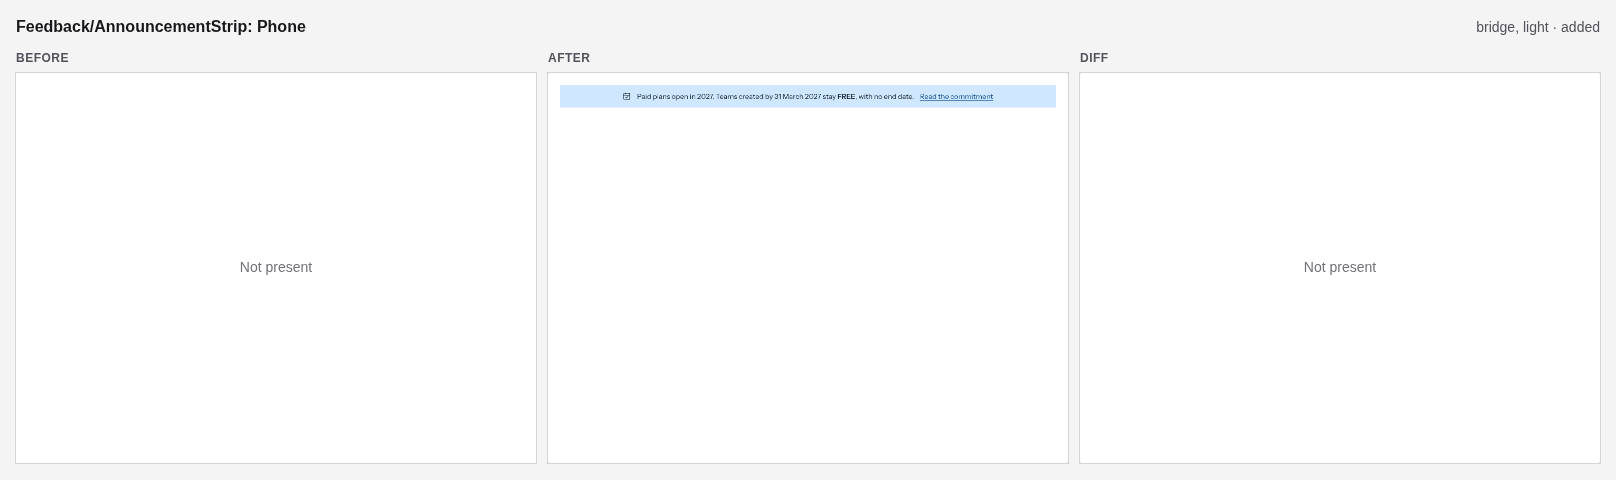 Feedback/AnnouncementStrip: Phone
bridge, light · added
BEFORE
AFTER
DIFF
Not present
Paid plans open in 2027. Teams created by 31 March 2027 stay FREE, with no end date. Read the commitment
Not present